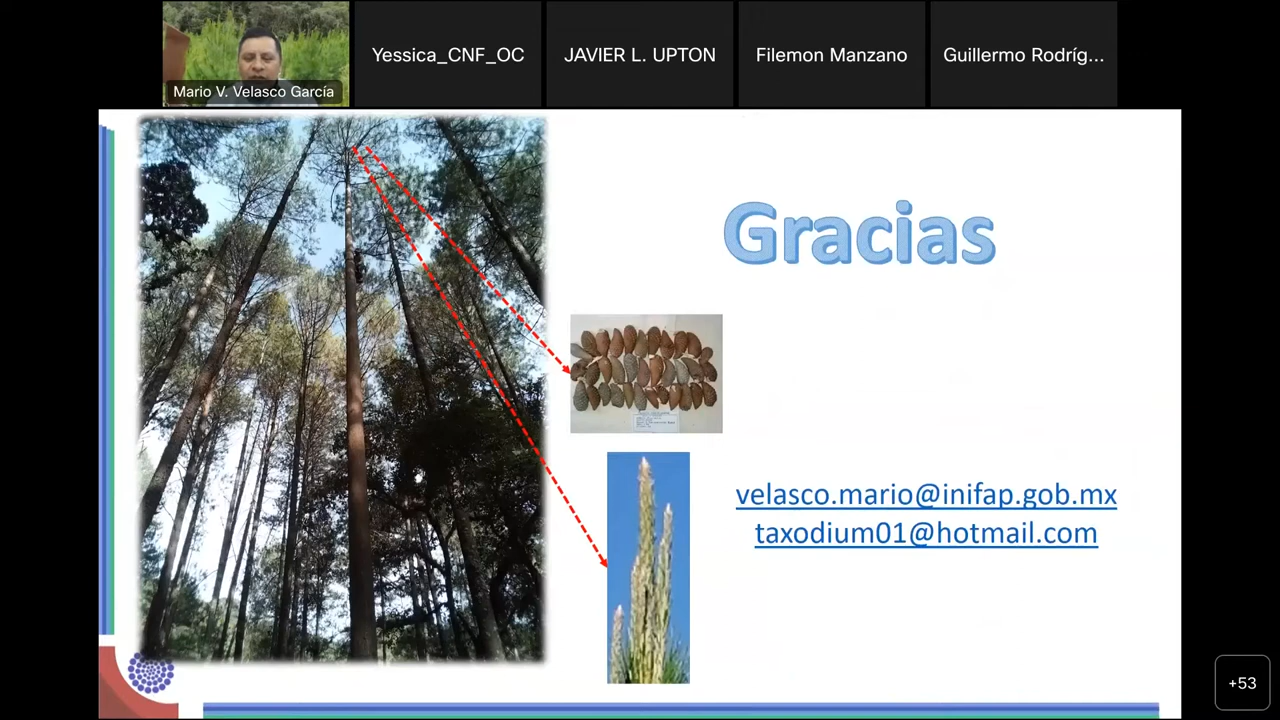 Mario V. Velasco García
Yessica_CNF_OC
JAVIER L. UPTON
Filemon Manzano
Guillermo Rodríg...
Gracias
velasco.mario@inifap.gob.mx
taxodium01@hotmail.com
+53